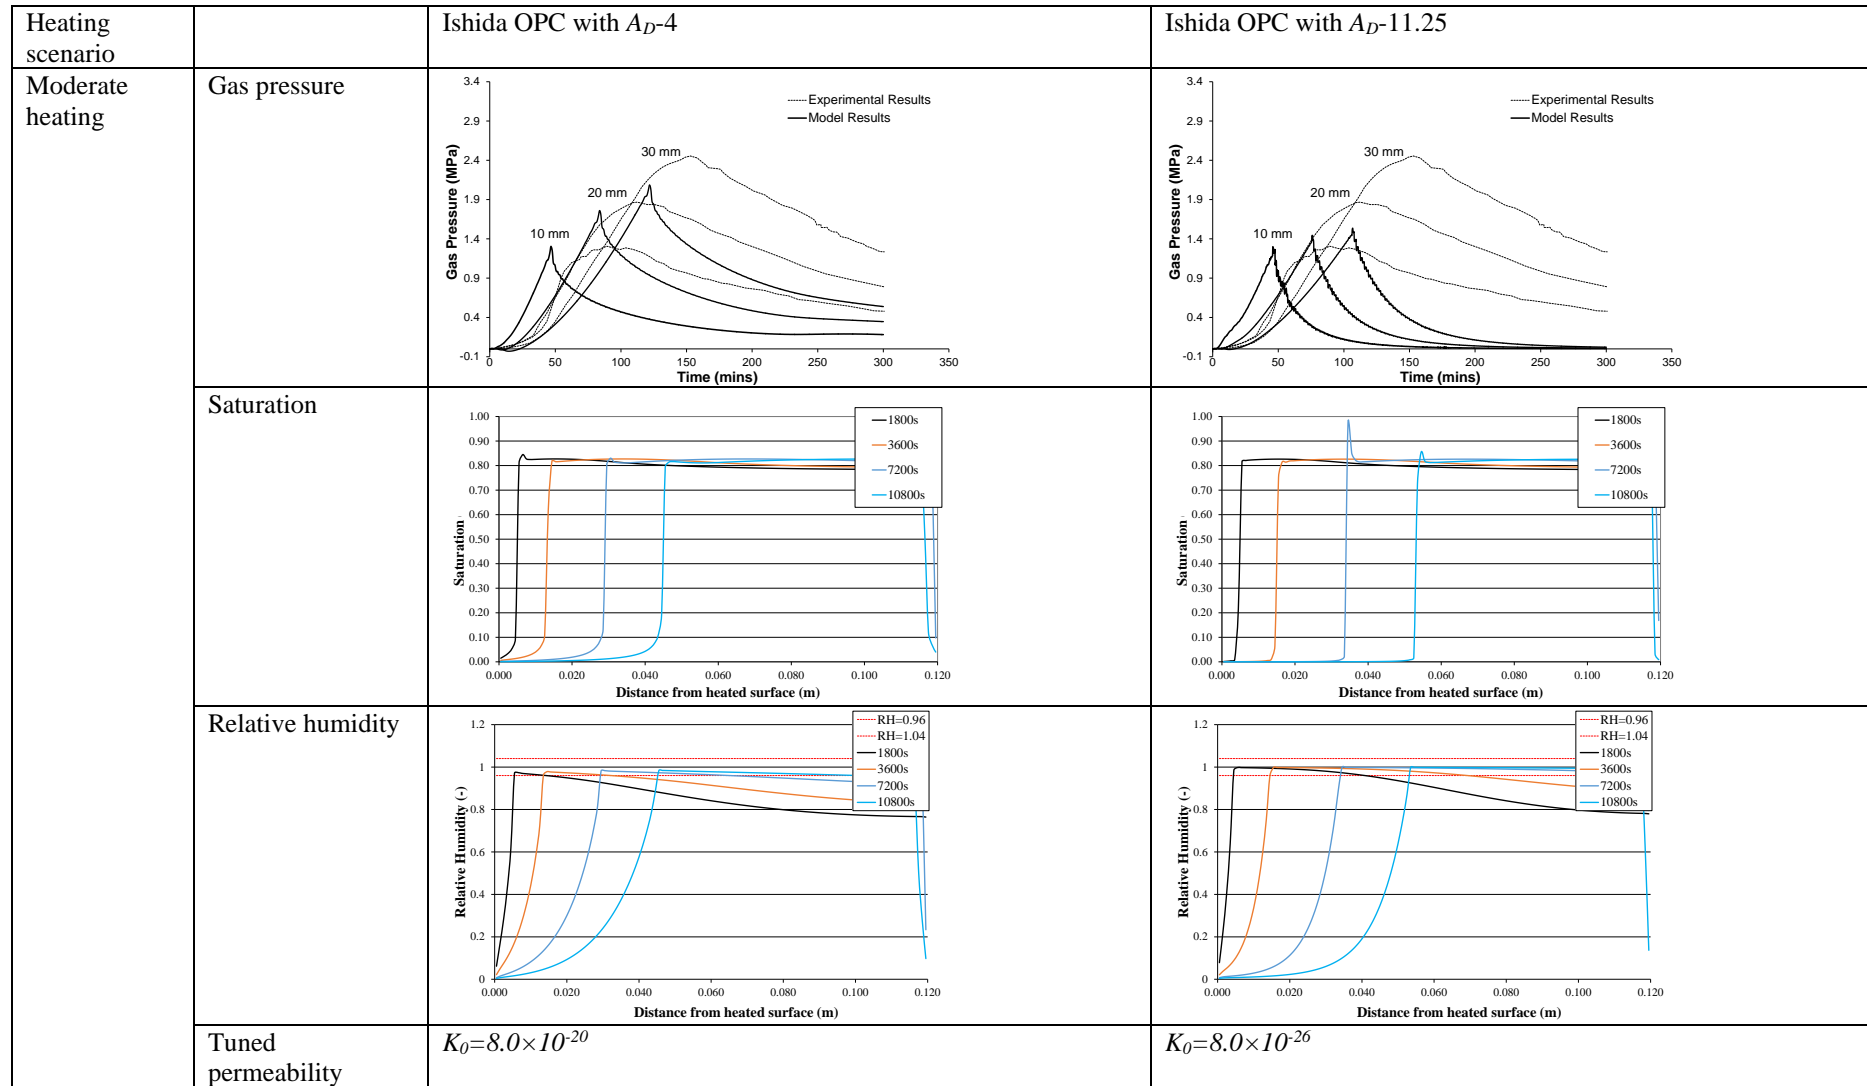 Heating
scenario
Ishida OPC with A_D-4
Ishida OPC with A_D-11.25
Moderate
heating
Gas pressure
3.4
2.9
2.4
1.9
1.4
0.9
0.4
-0.1
Gas Pressure (MPa)
Experimental Results
Model Results
10 mm
20 mm
30 mm
0
50
100
150
200
250
300
350
Time (mins)
3.4
2.9
2.4
1.9
1.4
0.9
0.4
-0.1
Gas Pressure (MPa)
Experimental Results
Model Results
10 mm
20 mm
30 mm
0
50
100
150
200
250
300
350
Time (mins)
Saturation
1.00
0.90
0.80
0.70
0.60
0.50
0.40
0.30
0.20
0.10
0.00
Saturation
1800s
3600s
7200s
10800s
0.000
0.020
0.040
0.060
0.080
0.100
0.120
Distance from heated surface (m)
1.00
0.90
0.80
0.70
0.60
0.50
0.40
0.30
0.20
0.10
0.00
Saturation
1800s
3600s
7200s
10800s
0.000
0.020
0.040
0.060
0.080
0.100
0.120
Distance from heated surface (m)
Relative humidity
1.2
1
0.8
0.6
0.4
0.2
0
Relative Humidity (-)
RH=0.96
RH=1.04
1800s
3600s
7200s
10800s
0.000
0.020
0.040
0.060
0.080
0.100
0.120
Distance from heated surface (m)
1.2
1
0.8
0.6
0.4
0.2
0
Relative Humidity (-)
RH=0.96
RH=1.04
1800s
3600s
7200s
10800s
0.000
0.020
0.040
0.060
0.080
0.100
0.120
Distance from heated surface (m)
Tuned
permeability
K₀=8.0×10⁻²⁰
K₀=8.0×10⁻²⁶